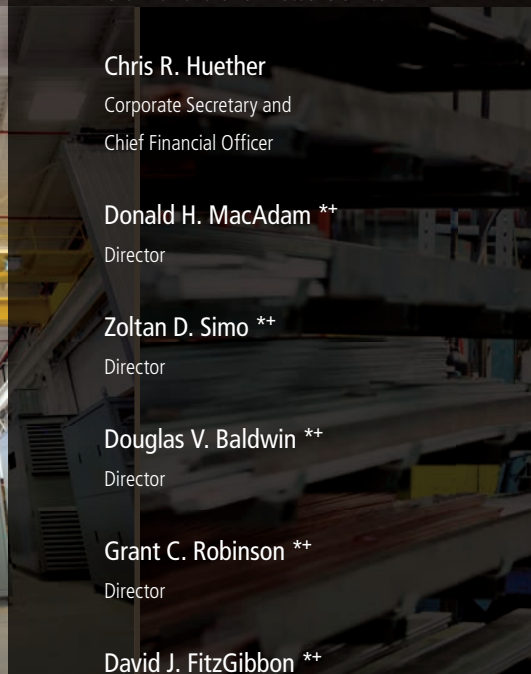 Chris R. Huether
Corporate Secretary and
Chief Financial Officer
Donald H. MacAdam *+
Director
Zoltan D. Simo *+
Director
Douglas V. Baldwin *+
Director
Grant C. Robinson *+
Director
David J. FitzGibbon *+